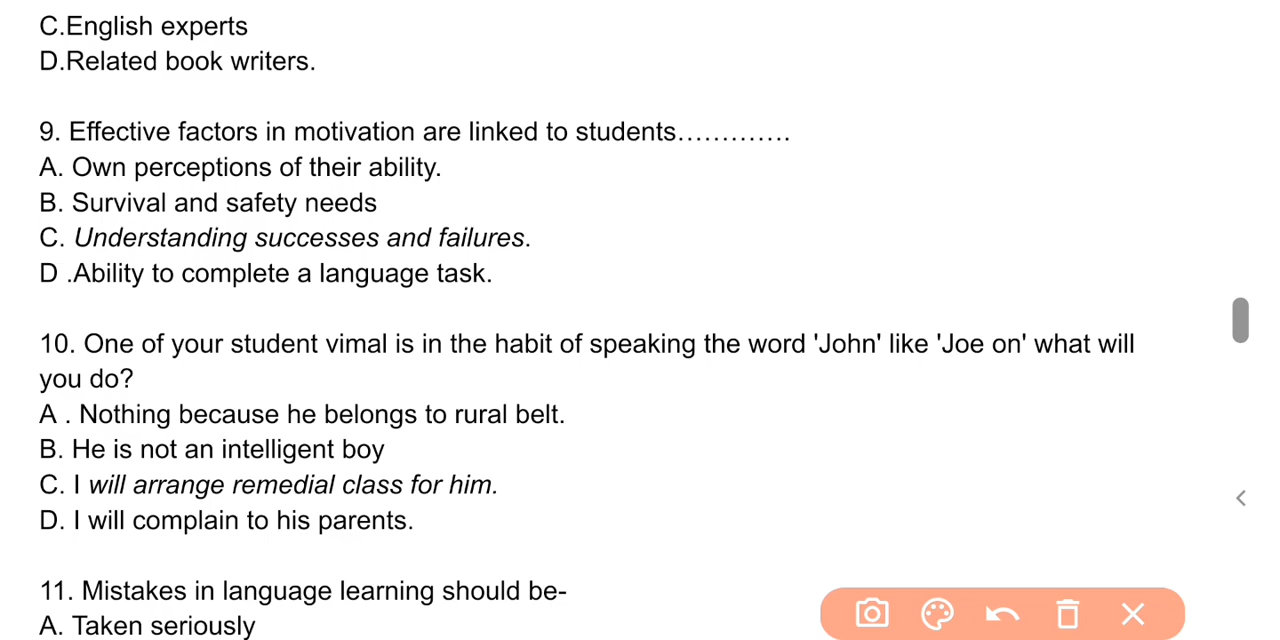 C.English experts
D.Related book writers.
9. Effective factors in motivation are linked to students.............
A. Own perceptions of their ability.
B. Survival and safety needs
C. Understanding successes and failures.
D .Ability to complete a language task.
10. One of your student vimal is in the habit of speaking the word 'John' like 'Joe on' what will
you do?
A . Nothing because he belongs to rural belt.
B. He is not an intelligent boy
C. I will arrange remedial class for him.
D. I will complain to his parents.
11. Mistakes in language learning should be-
A. Taken seriously